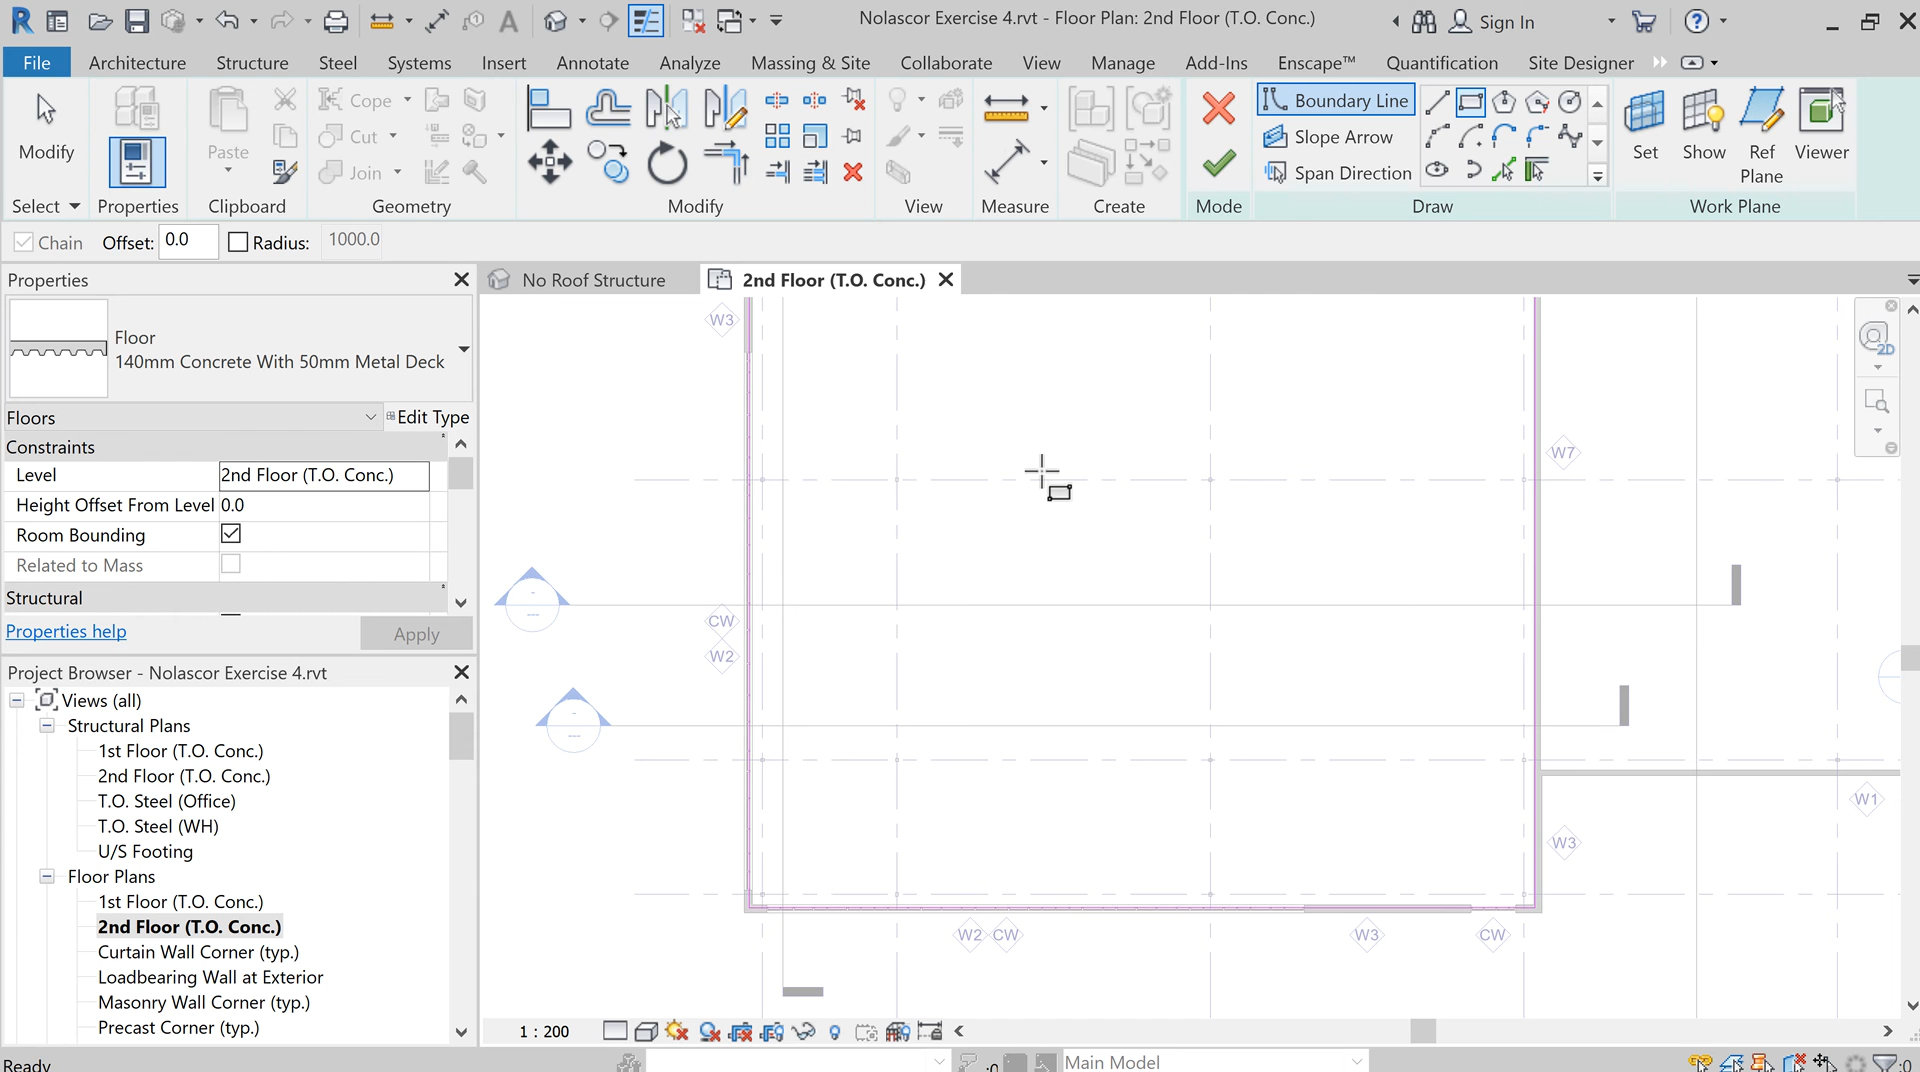 Nolascor Exercise 4.rvt - Floor Plan: 2nd Floor (T.O. Conc.)
Sign In
File Architecture Structure Steel Systems Insert Annotate Analyze Massing & Site Collaborate View Manage Add-Ins Enscape™ Quantification Site Designer
Modify
Paste
Cope
Cut
Join
Boundary Line
Slope Arrow
Span Direction
Set
Show
Ref Plane
Viewer
Select Properties Clipboard Geometry Modify View Measure Create Mode Draw Work Plane
Chain Offset: 0.0 Radius: 1000.0
Properties
No Roof Structure
2nd Floor (T.O. Conc.)
Floor
140mm Concrete With 50mm Metal Deck
Floors Edit Type
Constraints
Level 2nd Floor (T.O. Conc.)
Height Offset From Level 0.0
Room Bounding
Related to Mass
Structural
Properties help Apply
Project Browser - Nolascor Exercise 4.rvt
Views (all)
Structural Plans
1st Floor (T.O. Conc.)
2nd Floor (T.O. Conc.)
T.O. Steel (Office)
T.O. Steel (WH)
U/S Footing
Floor Plans
1st Floor (T.O. Conc.)
2nd Floor (T.O. Conc.)
Curtain Wall Corner (typ.)
Loadbearing Wall at Exterior
Masonry Wall Corner (typ.)
Precast Corner (typ.)
W3
W7
CW
W2
W1
W3
W2 CW W3 CW
2D
1 : 200
Ready
:0
Main Model
:0